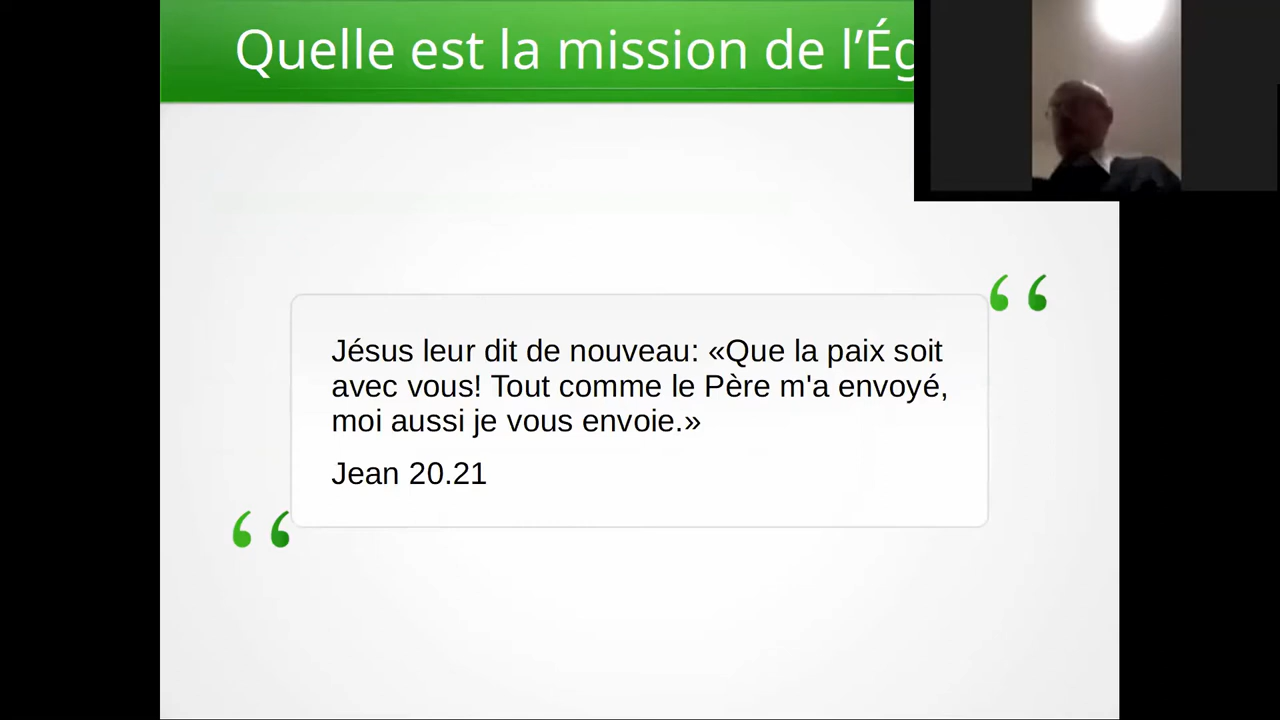 Quelle est la mission de l’Ég
Jésus leur dit de nouveau: «Que la paix soit
avec vous! Tout comme le Père m'a envoyé,
moi aussi je vous envoie.»
Jean 20.21